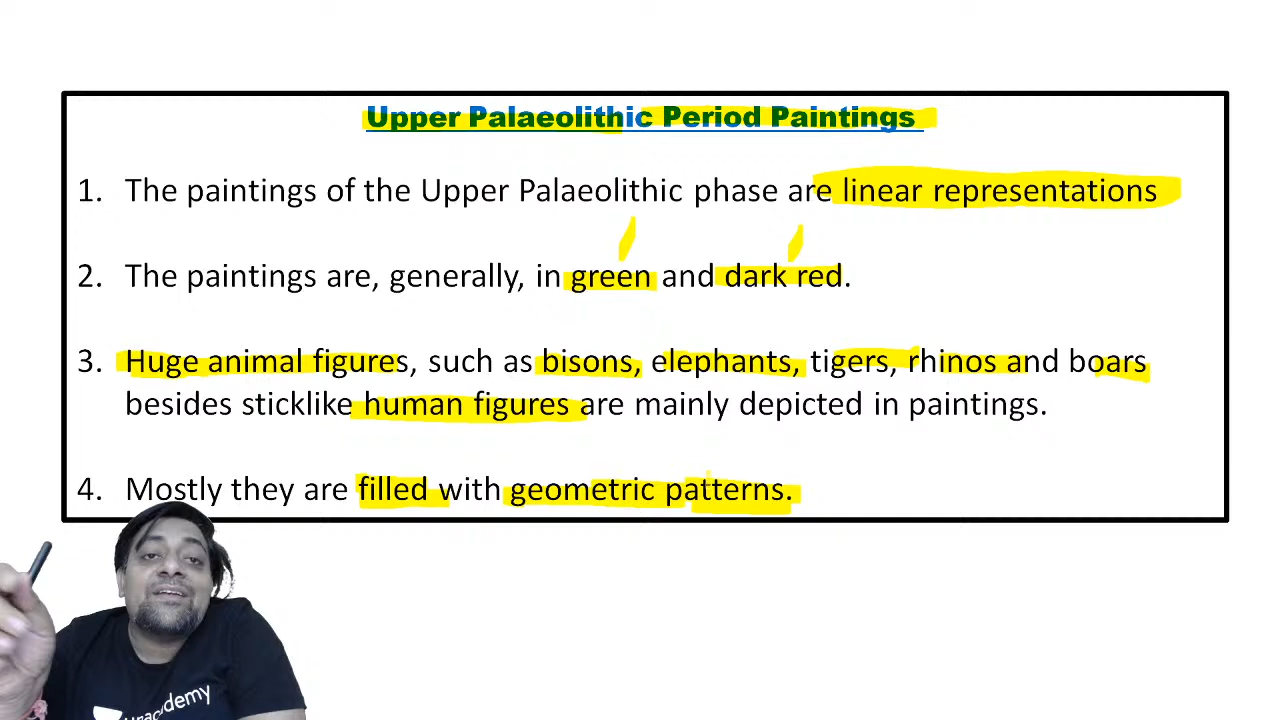 Upper Palaeolithic Period Paintings
1. The paintings of the Upper Palaeolithic phase are linear representations
2. The paintings are, generally, in green and dark red.
3. Huge animal figures, such as bisons, elephants, tigers, rhinos and boars
besides sticklike human figures are mainly depicted in paintings.
4. Mostly they are filled with geometric patterns.
unacademy